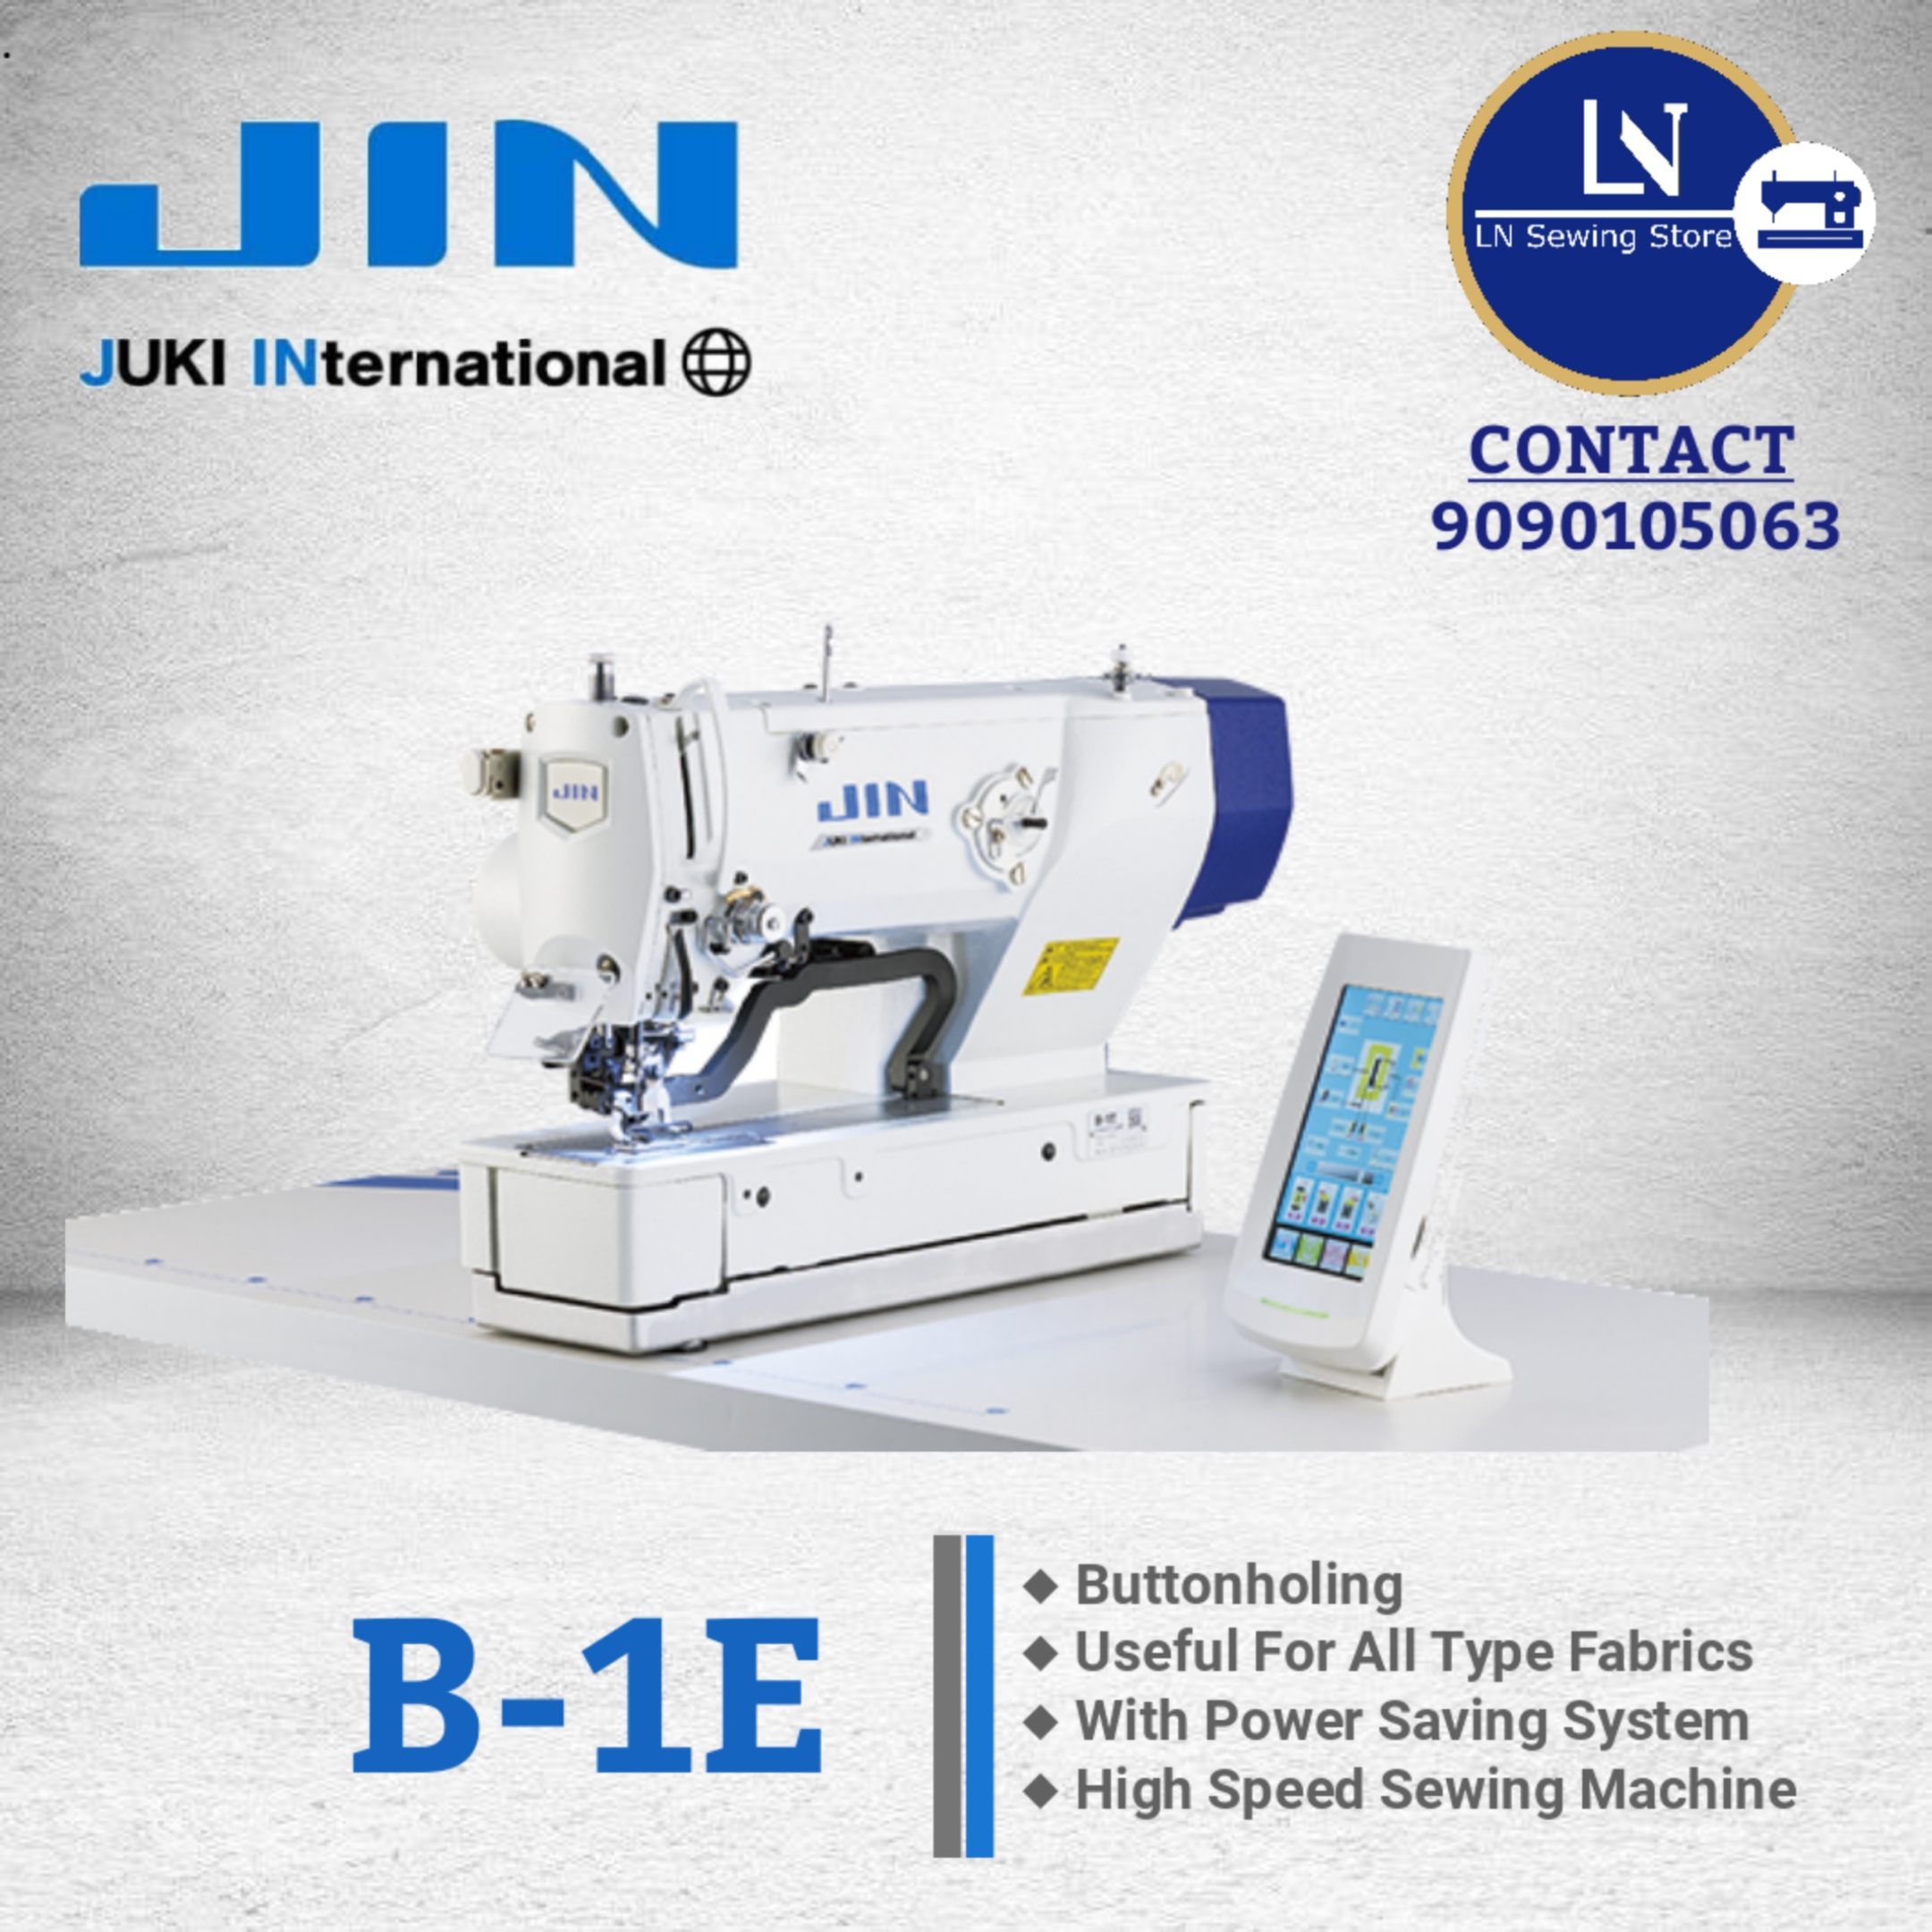 JIN
JUKI INternational
LN
LN Sewing Store
CONTACT
9090105063
JIN
JIN
JUKI INternational
B-1E
B-1E
◆ Buttonholing
◆ Useful For All Type Fabrics
◆ With Power Saving System
◆ High Speed Sewing Machine